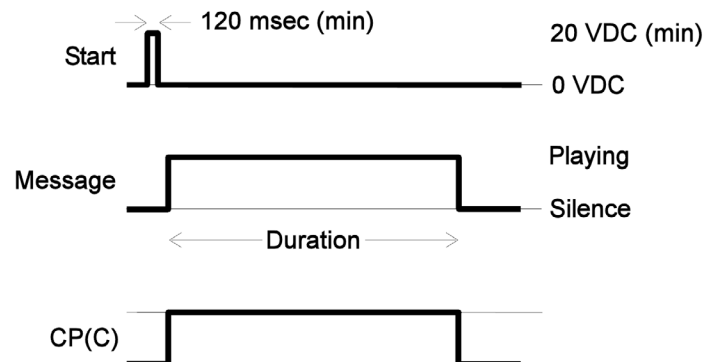 120 msec (min)
20 VDC (min)
Start
0 VDC
Playing
Message
Silence
Duration
CP(C)